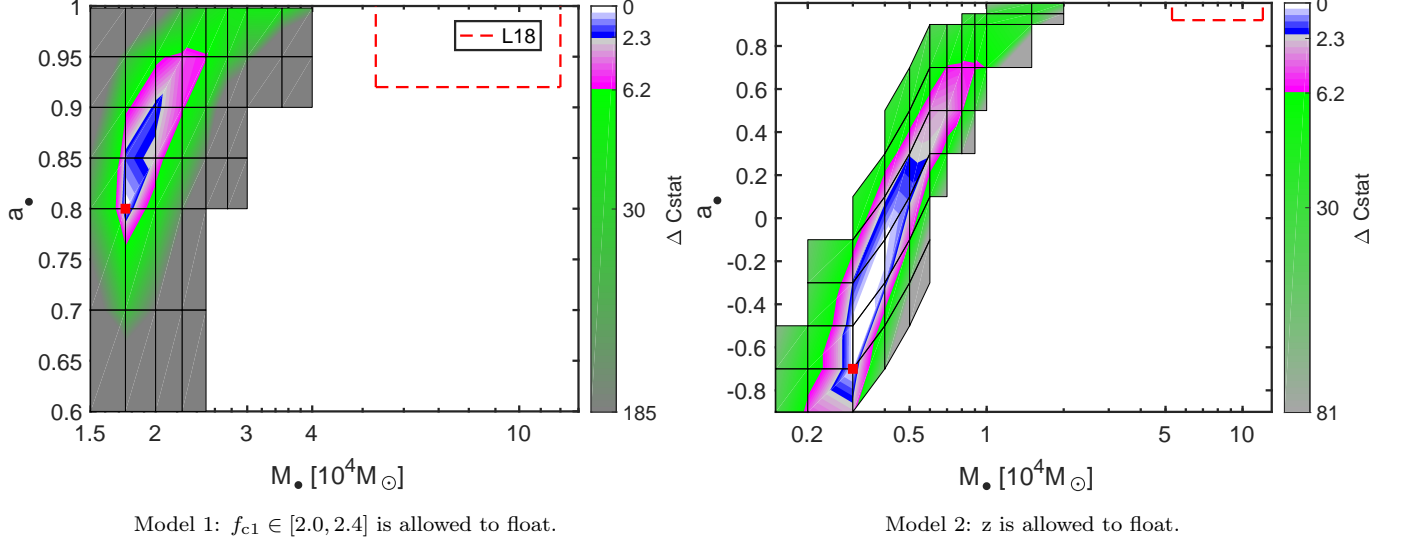 1
0.95
0.9
0.85
0.8
0.75
0.7
0.65
0.6
a●
1.5 2 3 4 10
M● [10⁴M⊙]
L18
0
2.3
6.2
30
185
Δ Cstat
Model 1: f_c1 ∈ [2.0, 2.4] is allowed to float.
0.8
0.6
0.4
0.2
0
-0.2
-0.4
-0.6
-0.8
a●
0.2 0.5 1 5 10
M● [10⁴M⊙]
0
2.3
6.2
30
81
Δ Cstat
Model 2: z is allowed to float.